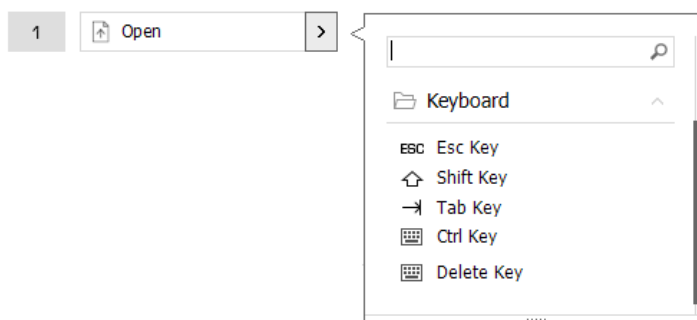 1 Open >
Keyboard
ESC Esc Key
Shift Key
Tab Key
Ctrl Key
Delete Key